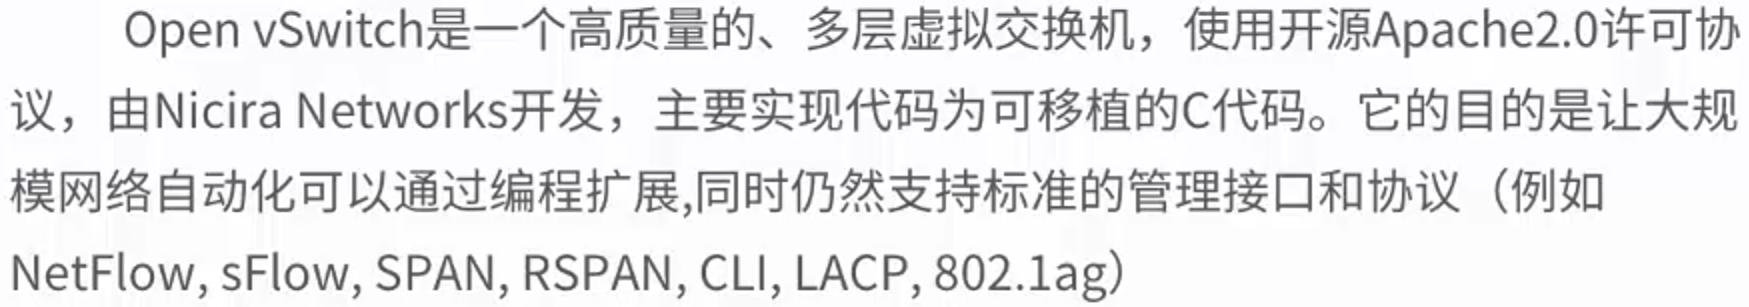 Open vSwitch是一个高质量的、多层虚拟交换机，使用开源Apache2.0许可协
议，由Nicira Networks开发，主要实现代码为可移植的C代码。它的目的是让大规
模网络自动化可以通过编程扩展,同时仍然支持标准的管理接口和协议（例如
NetFlow, sFlow, SPAN, RSPAN, CLI, LACP, 802.1ag）